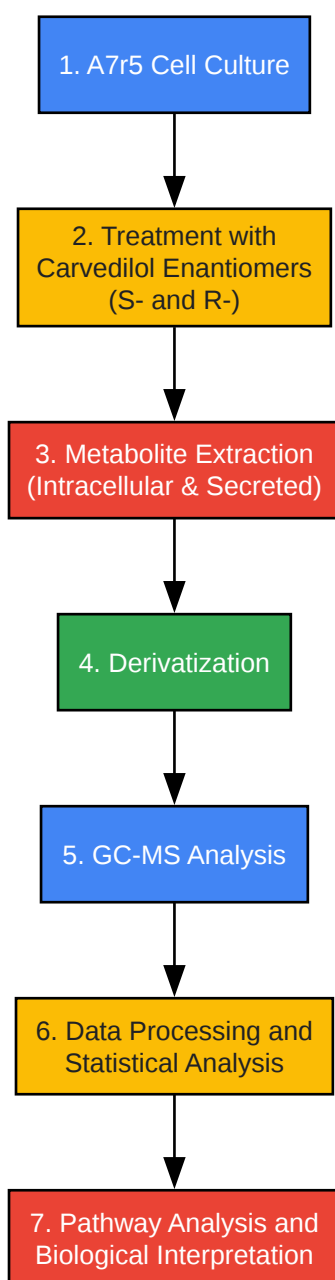 1. A7r5 Cell Culture
2. Treatment with
Carvedilol Enantiomers
(S- and R-)
3. Metabolite Extraction
(Intracellular & Secreted)
4. Derivatization
5. GC-MS Analysis
6. Data Processing and
Statistical Analysis
7. Pathway Analysis and
Biological Interpretation